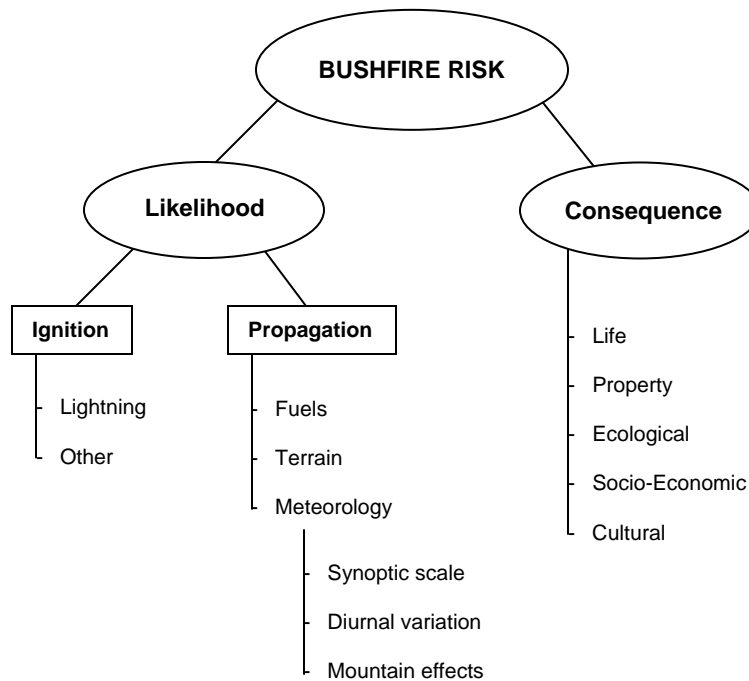 BUSHFIRE RISK
Likelihood
Consequence
Ignition
Propagation
Lightning
Other
Fuels
Terrain
Meteorology
Synoptic scale
Diurnal variation
Mountain effects
Life
Property
Ecological
Socio-Economic
Cultural